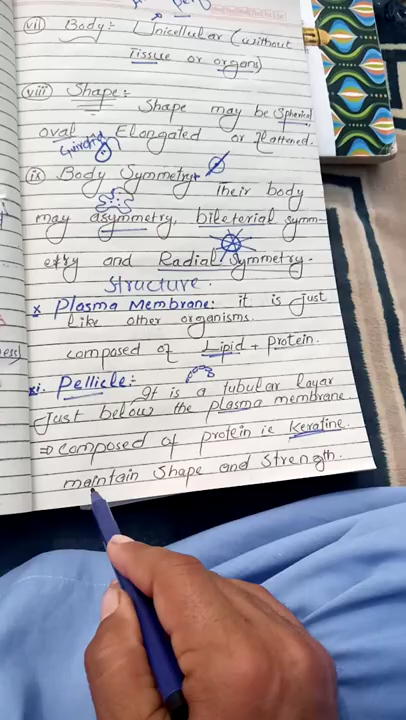 (vii) Body:- Unicellular (without
Tissue or organs)
(viii) Shape:-
Shape may be Spherical
oval Elongated or flattened.
(ix) Body Symmetry
Their body
may asymmetry, bileterial symm-
etry and Radial Symmetry.
Structure.
x Plasma Membrane: it is just
like other organisms.
composed of Lipid + Protein.
xi. Pellicle:-
It is a tubular layar
Just below the plasma membrane.
⇒ composed of protein ie keratine.
maintain Shape and Strength.